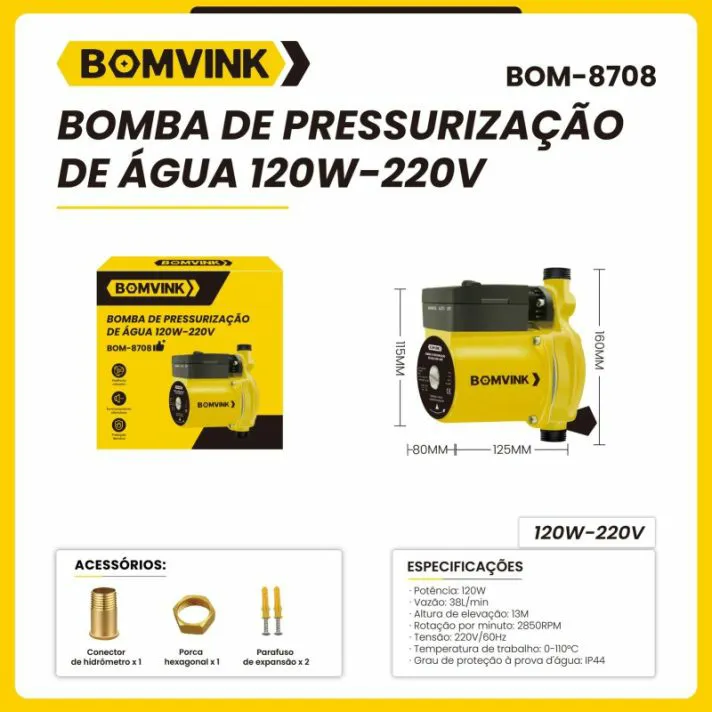 BOMVINK
BOM-8708
BOMBA DE PRESSURIZAÇÃO
DE ÁGUA 120W-220V
BOMVINK
BOMBA DE PRESSURIZAÇÃO
DE ÁGUA 120W-220V
BOM-8708
BOMVINK
115MM
BOMVINK
160MM
80MM
125MM
120W-220V
ACESSÓRIOS:
Conector
de hidrómetro x 1
Porca
hexagonal x 1
Parafuso
de expansão x 2
ESPECIFICAÇÕES
· Potência: 120W
· Vazão: 38L/min
· Altura de elevação: 13M
· Rotação por minuto: 2850RPM
· Tensão: 220V/60Hz
· Temperatura de trabalho: 0-110°C
· Grau de proteção à prova d'água: IP44